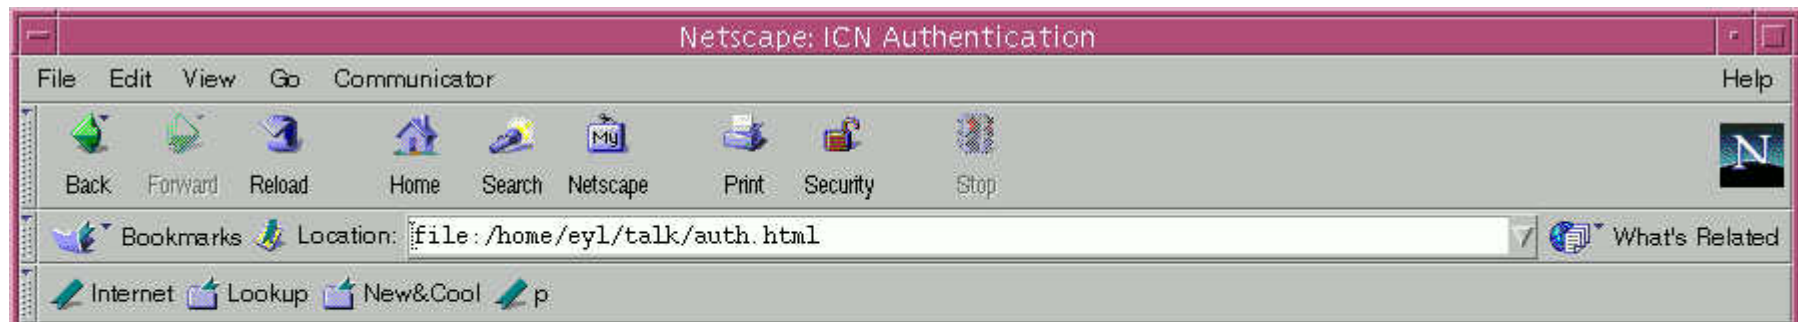 Netscape: ICN Authentication
File Edit View Go Communicator Help
My N
Back Forward Reload Home Search Netscape Print Security Stop
Bookmarks Location: file:/home/eyl/talk/auth.html What's Related
Internet Lookup New&Cool p